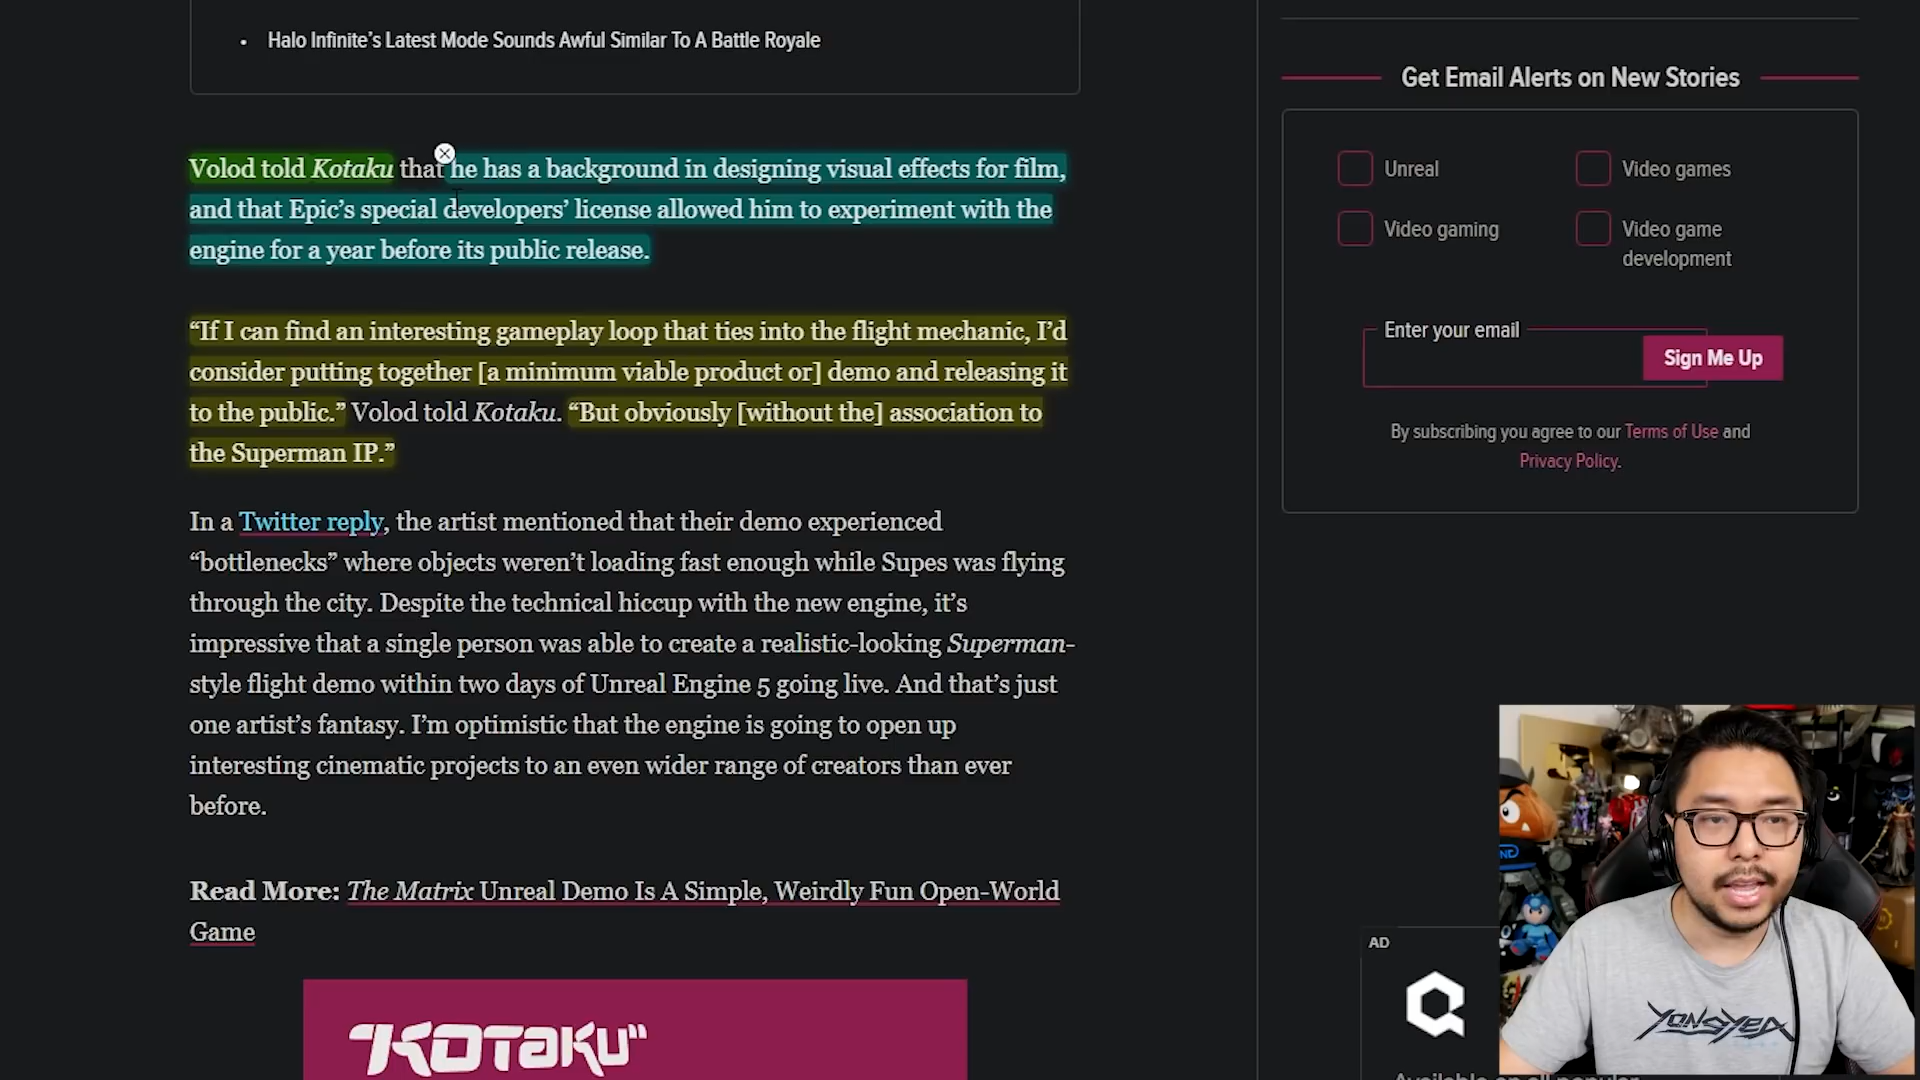 Halo Infinite's Latest Mode Sounds Awful Similar To A Battle Royale
Volod told Kotaku that he has a background in designing visual effects for film,
and that Epic's special developers' license allowed him to experiment with the
engine for a year before its public release.
“If I can find an interesting gameplay loop that ties into the flight mechanic, I'd
consider putting together [a minimum viable product or] demo and releasing it
to the public.” Volod told Kotaku. “But obviously [without the] association to
the Superman IP.”
In a Twitter reply, the artist mentioned that their demo experienced
“bottlenecks” where objects weren't loading fast enough while Supes was flying
through the city. Despite the technical hiccup with the new engine, it's
impressive that a single person was able to create a realistic-looking Superman-
style flight demo within two days of Unreal Engine 5 going live. And that's just
one artist's fantasy. I'm optimistic that the engine is going to open up
interesting cinematic projects to an even wider range of creators than ever
before.
Read More: The Matrix Unreal Demo Is A Simple, Weirdly Fun Open-World
Game
"KOTAKU"
Get Email Alerts on New Stories
Unreal
Video games
Video gaming
Video game
development
Enter your email
Sign Me Up
By subscribing you agree to our Terms of Use and
Privacy Policy.
AD
YONGYEA